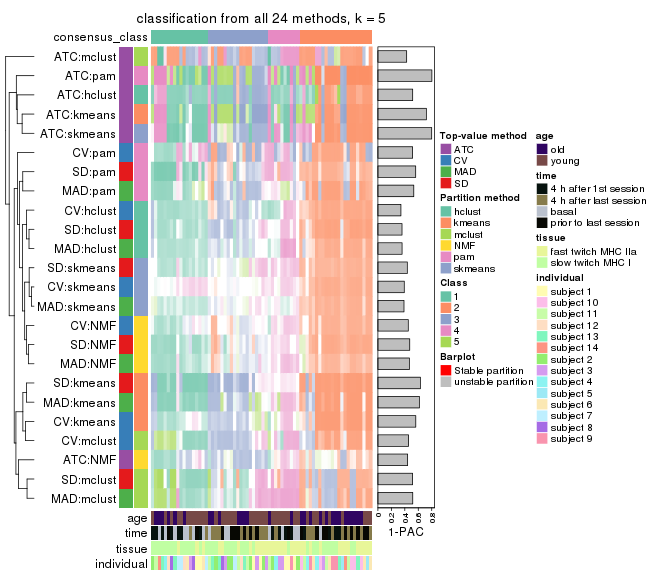 classification from all 24 methods, k = 5
consensus_class
ATC:mclust
ATC:pam
ATC:hclust
ATC:kmeans
ATC:skmeans
CV:pam
SD:pam
MAD:pam
CV:hclust
SD:hclust
MAD:hclust
SD:skmeans
CV:skmeans
MAD:skmeans
CV:NMF
SD:NMF
MAD:NMF
SD:kmeans
MAD:kmeans
CV:kmeans
CV:mclust
ATC:NMF
SD:mclust
MAD:mclust
age
time
tissue
individual
0
0.2
0.4
0.6
0.8
1-PAC
Top-value method
ATC
CV
MAD
SD
Partition method
hclust
kmeans
mclust
NMF
pam
skmeans
Class
1
2
3
4
5
Barplot
Stable partition
unstable partition
age
old
young
time
4 h after 1st session
4 h after last session
basal
prior to last session
tissue
fast twitch MHC IIa
slow twitch MHC I
individual
subject 1
subject 10
subject 11
subject 12
subject 13
subject 14
subject 2
subject 3
subject 4
subject 5
subject 6
subject 7
subject 8
subject 9